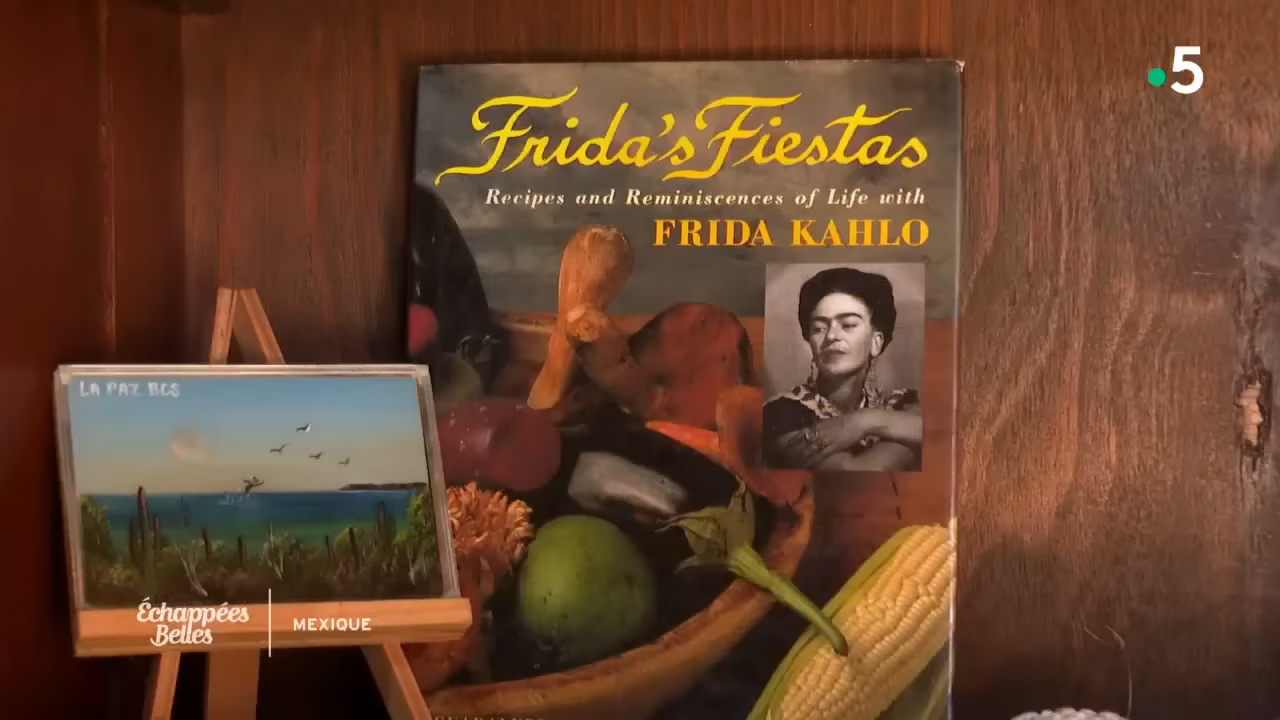 5
Frida's Fiestas
Recipes and Reminiscences of Life with
FRIDA KAHLO
LA PAZ BCS
Échappées
Belles
MEXIQUE